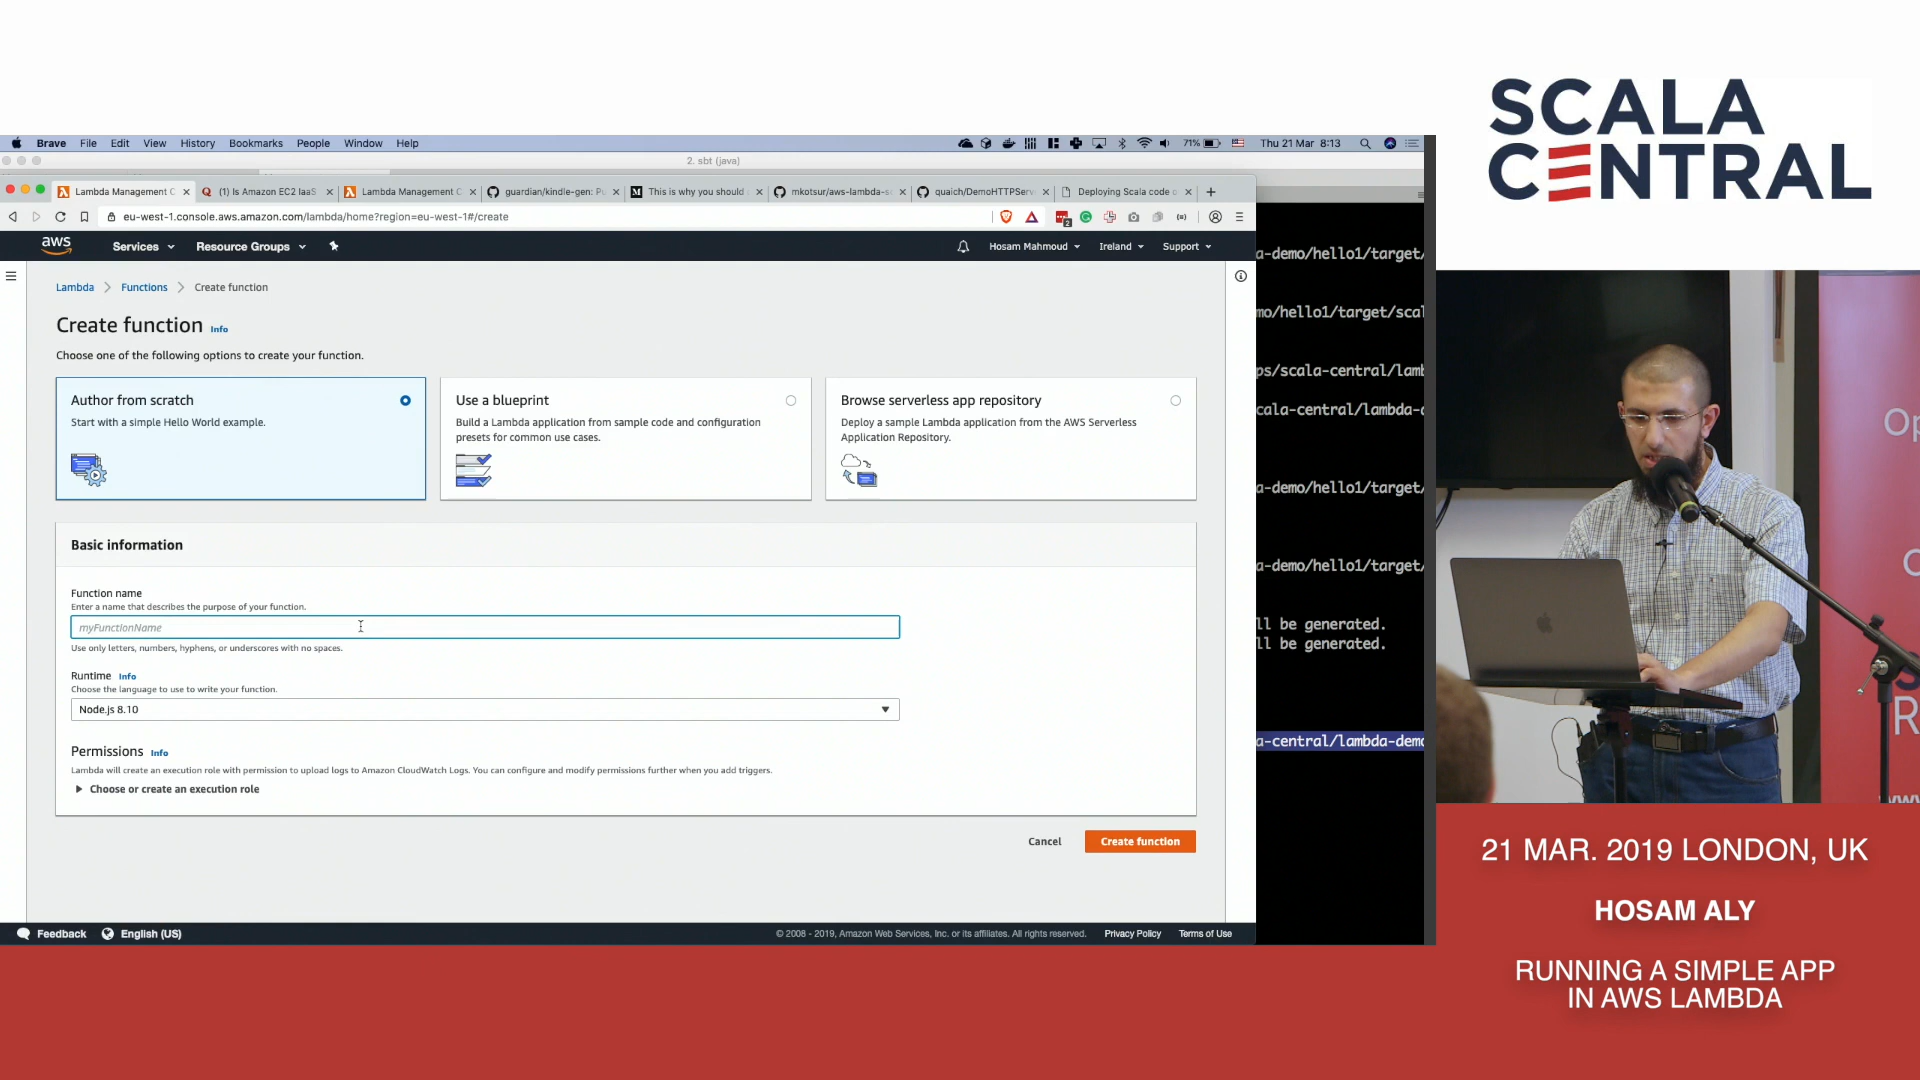 SCALA
CENTRAL
Brave File Edit View History Bookmarks People Window Help
71% Thu 21 Mar 8:13
2. sbt (java)
Lambda Management C
(1) Is Amazon EC2 IaaS
Lambda Management C
guardian/kindle-gen: Pu
This is why you should
mkotsur/aws-lambda-sc
quaich/DemoHTTPServ
Deploying Scala code o
eu-west-1.console.aws.amazon.com/lambda/home?region=eu-west-1#/create
aws Services Resource Groups Hosam Mahmoud Ireland Support
Lambda > Functions > Create function
Create function Info
Choose one of the following options to create your function.
Author from scratch
Start with a simple Hello World example.
Use a blueprint
Build a Lambda application from sample code and configuration
presets for common use cases.
Browse serverless app repository
Deploy a sample Lambda application from the AWS Serverless
Application Repository.
Basic information
Function name
Enter a name that describes the purpose of your function.
myFunctionName
Use only letters, numbers, hyphens, or underscores with no spaces.
Runtime Info
Choose the language to use to write your function.
Node.js 8.10
Permissions Info
Lambda will create an execution role with permission to upload logs to Amazon CloudWatch Logs. You can configure and modify permissions further when you add triggers.
Choose or create an execution role
Cancel Create function
Feedback English (US)
© 2008 - 2019, Amazon Web Services, Inc. or its affiliates. All rights reserved. Privacy Policy Terms of Use
a-demo/hello1/target/
mo/hello1/target/scal
ps/scala-central/lamb
cala-central/lambda-d
a-demo/hello1/target/
a-demo/hello1/target/
ll be generated.
ll be generated.
a-central/lambda-demo
Op
R
21 MAR. 2019 LONDON, UK
HOSAM ALY
RUNNING A SIMPLE APP
IN AWS LAMBDA